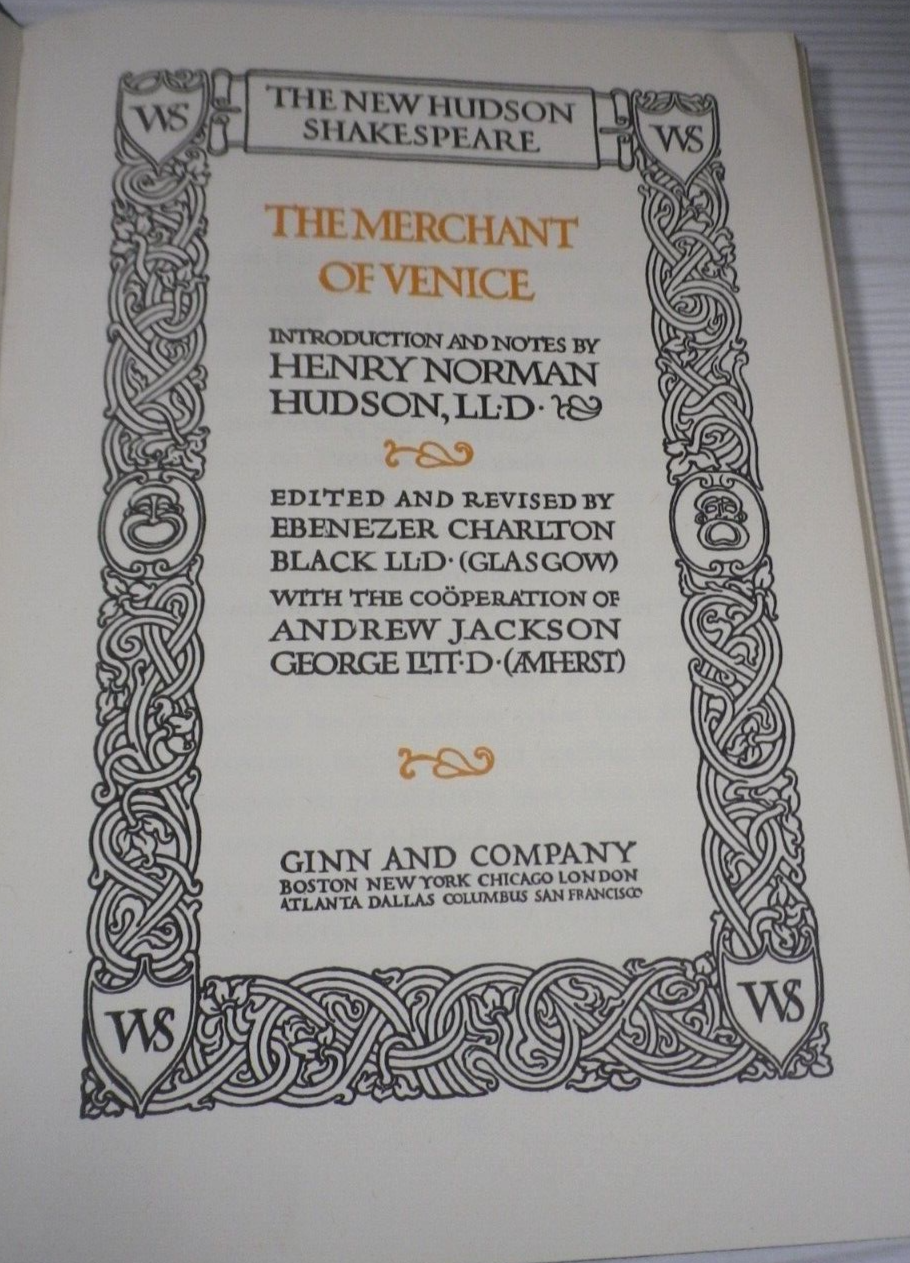 WS
THE NEW HUDSON
SHAKESPEARE
WS
THE MERCHANT
OF VENICE
INTRODUCTION AND NOTES BY
HENRY NORMAN
HUDSON, LL·D·
EDITED AND REVISED BY
EBENEZER CHARLTON
BLACK LL·D· (GLASGOW)
WITH THE COÖPERATION OF
ANDREW JACKSON
GEORGE LITT·D·(AMHERST)
GINN AND COMPANY
BOSTON NEW YORK CHICAGO LONDON
ATLANTA DALLAS COLUMBUS SAN FRANCISCO
WS
WS